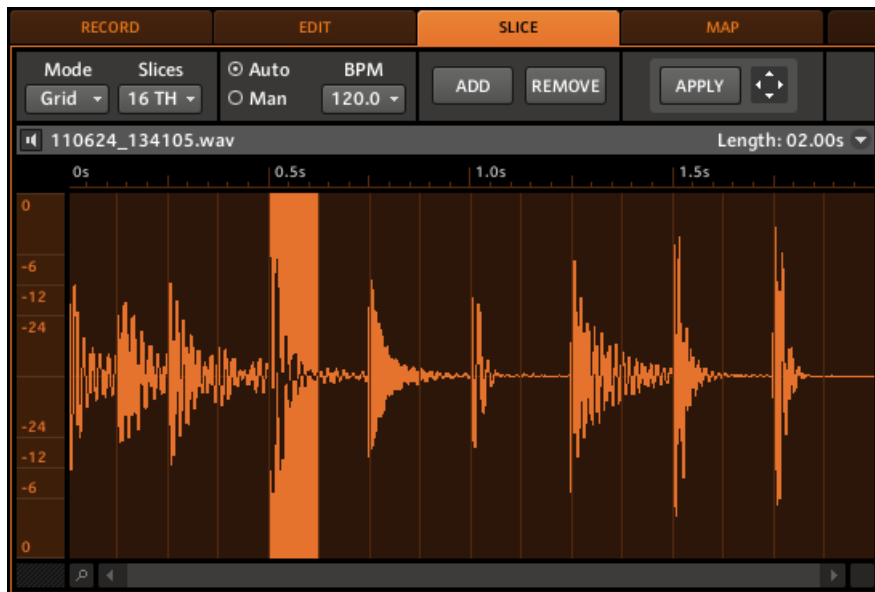 RECORD EDIT SLICE MAP
Mode Slices Auto BPM
Grid 16 TH Man 120.0 ADD REMOVE APPLY
110624_134105.wav Length: 02.00s
0s 0.5s 1.0s 1.5s
0
-6
-12
-24
-24
-12
-6
0